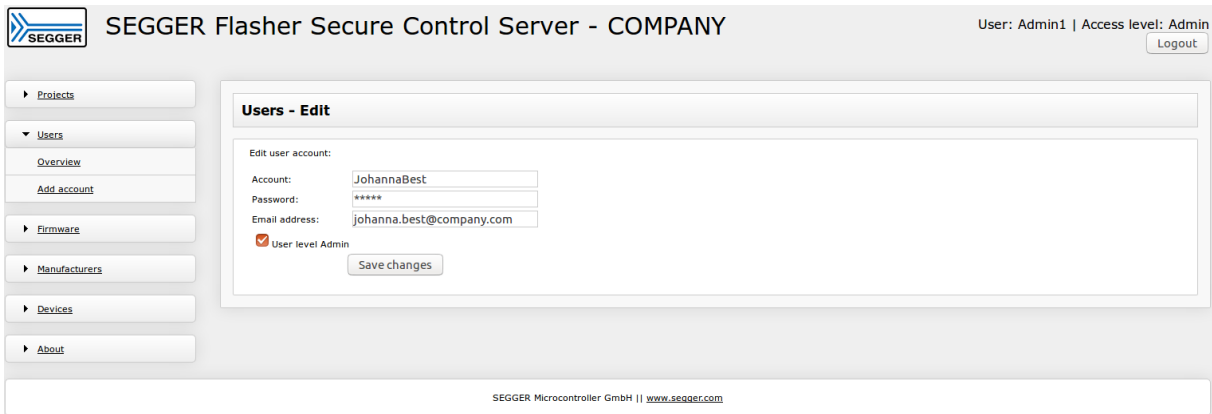 SEGGER
SEGGER Flasher Secure Control Server - COMPANY
User: Admin1 | Access level: Admin
Logout
Projects
Users
Overview
Add account
Firmware
Manufacturers
Devices
About
Users - Edit
Edit user account:
Account: JohannaBest
Password: *****
Email address: johanna.best@company.com
User level Admin
Save changes
SEGGER Microcontroller GmbH || www.segger.com